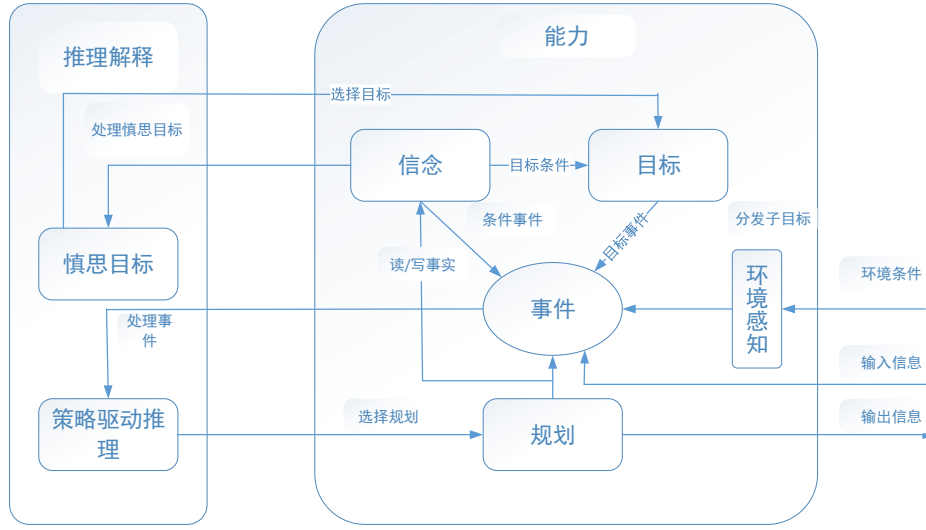 能力
推理解释
选择目标
处理慎思目标
信念
目标条件
目标
条件事件
分发子目标
目标事件
慎思目标
读/写事实
环
境
感
知
环境条件
事件
处理事
件
输入信息
策略驱动推
理
选择规划
规划
输出信息